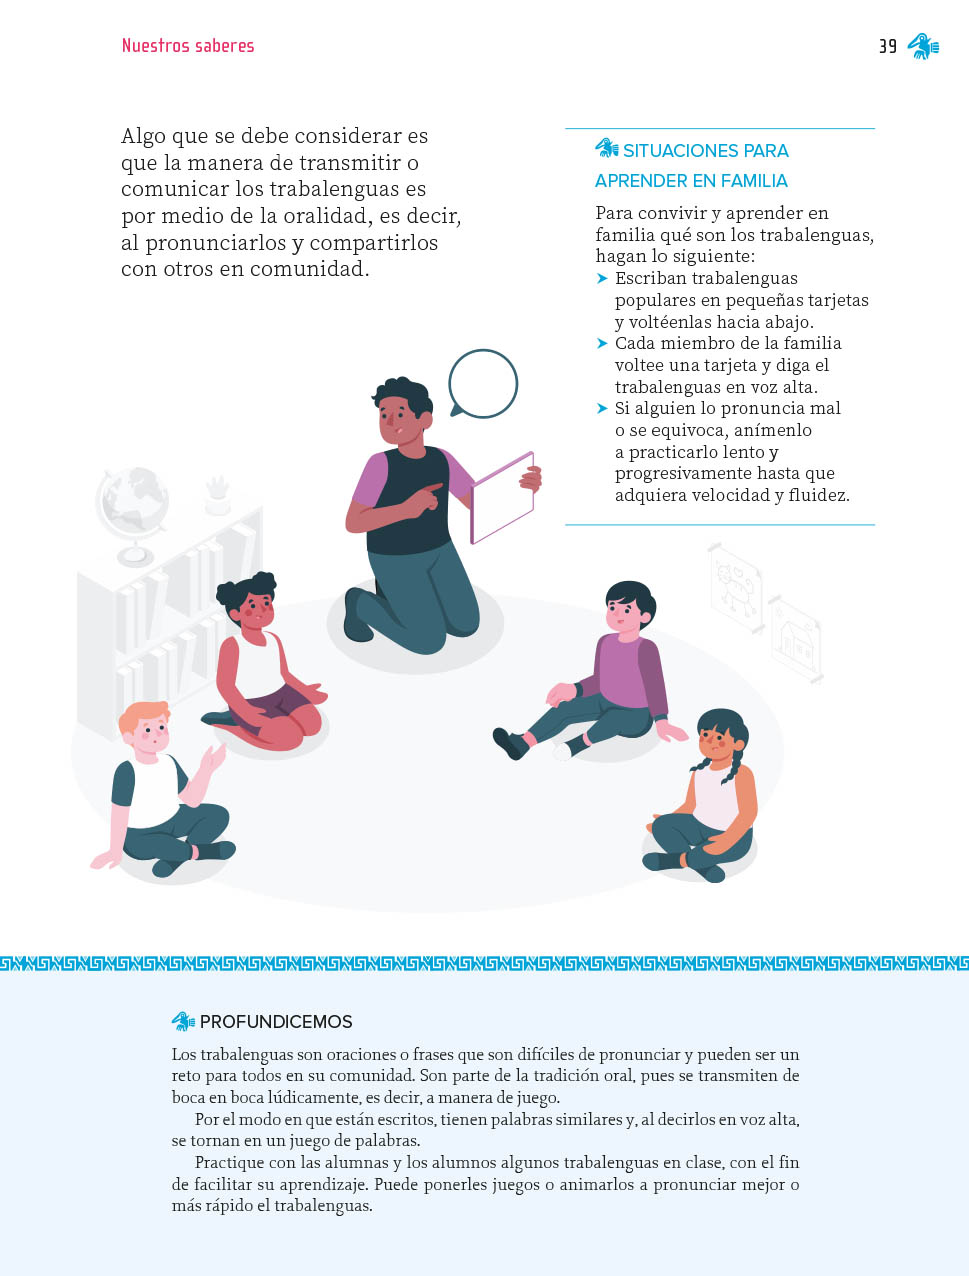 Nuestros saberes
39
Algo que se debe considerar es
que la manera de transmitir o
comunicar los trabalenguas es
por medio de la oralidad, es decir,
al pronunciarlos y compartirlos
con otros en comunidad.
SITUACIONES PARA
APRENDER EN FAMILIA
Para convivir y aprender en
familia qué son los trabalenguas,
hagan lo siguiente:
➤ Escriban trabalenguas
populares en pequeñas tarjetas
y voltéenlas hacia abajo.
➤ Cada miembro de la familia
voltee una tarjeta y diga el
trabalenguas en voz alta.
➤ Si alguien lo pronuncia mal
o se equivoca, anímenlo
a practicarlo lento y
progresivamente hasta que
adquiera velocidad y fluidez.
PROFUNDICEMOS
Los trabalenguas son oraciones o frases que son difíciles de pronunciar y pueden ser un
reto para todos en su comunidad. Son parte de la tradición oral, pues se transmiten de
boca en boca lúdicamente, es decir, a manera de juego.
Por el modo en que están escritos, tienen palabras similares y, al decirlos en voz alta,
se tornan en un juego de palabras.
Practique con las alumnas y los alumnos algunos trabalenguas en clase, con el fin
de facilitar su aprendizaje. Puede ponerles juegos o animarlos a pronunciar mejor o
más rápido el trabalenguas.